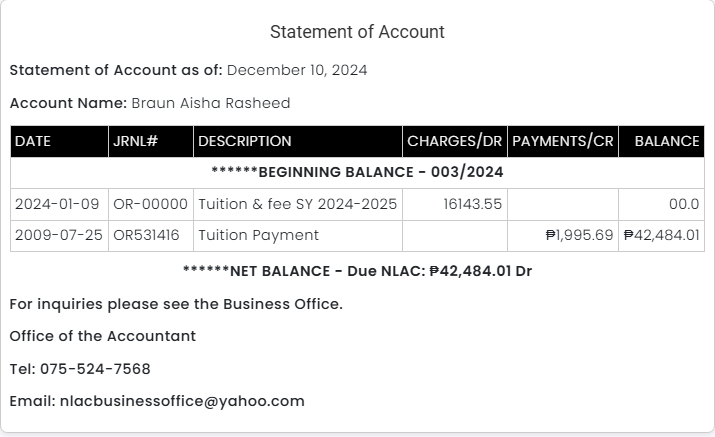 Statement of Account
Statement of Account as of: December 10, 2024
Account Name: Braun Aisha Rasheed
DATE JRNL# DESCRIPTION CHARGES/DR PAYMENTS/CR BALANCE
******BEGINNING BALANCE - 003/2024
2024-01-09 OR-00000 Tuition & fee SY 2024-2025 16143.55 00.0
2009-07-25 OR531416 Tuition Payment ₱1,995.69 ₱42,484.01
******NET BALANCE - Due NLAC: ₱42,484.01 Dr
For inquiries please see the Business Office.
Office of the Accountant
Tel: 075-524-7568
Email: nlacbusinessoffice@yahoo.com